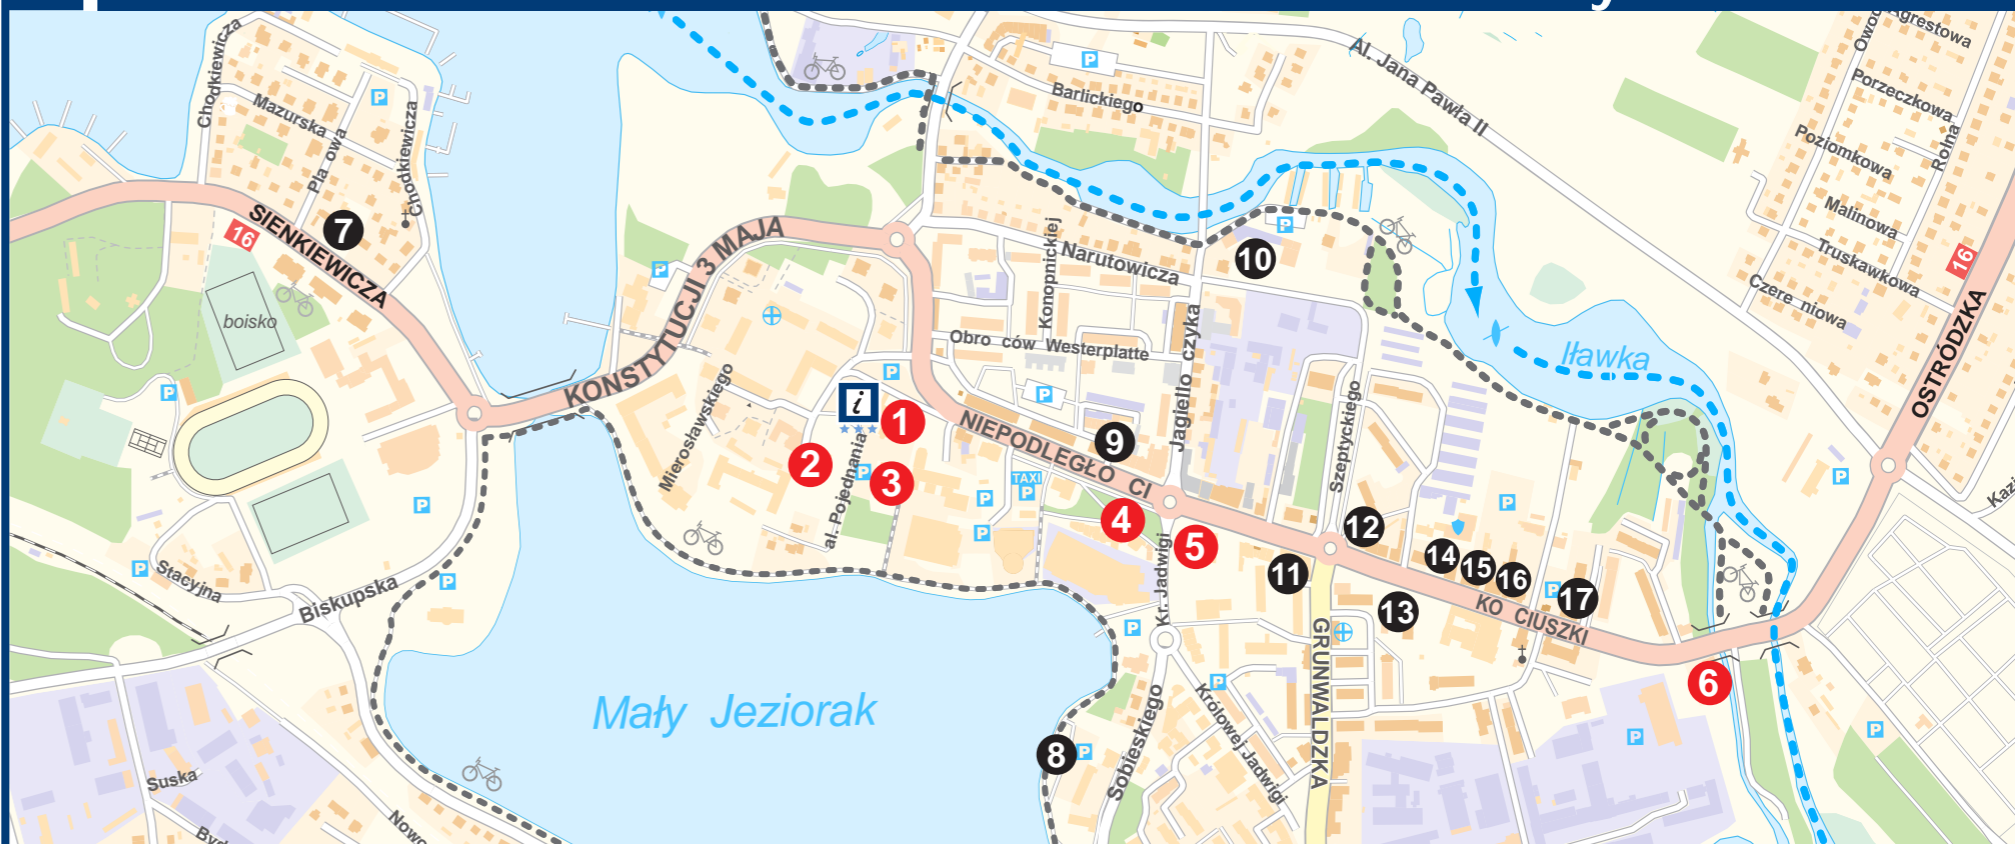 Chodkiewicza
Mazurska
Pla owa
Chodkiewicza
P
SIENKIEWICZA
16
7
boisko
P
P
P
Stacyjna
Biskupska
P
Suska
KONSTYTUCJI 3 MAJA
P
Mierosławskiego
i
1
2
3
al. Pojednania
P
P
Mały Jeziorak
Barlickiego
P
Al. Jana Pawła II
Narutowicza
Konopnickiej
10
P
Obro ców Westerplatte
Jagiello czyka
P
NIEPODLEGŁO CI
9
TAXI
P
P
P
4
5
Kr. Jadwigi
P
8
P
Sobieskiego
Królowej Jadwigi
P
Szeptyckiego
12
11
13
14
15
16
17
P
P
KO CIUSZKI
GRUNWALDZKA
P
6
Iławka
P
P
OSTRÓDZKA
16
Agrestowa
Porzeczkowa
Poziomkowa
Rolna
Malinowa
Truskawkowa
Czere niowa